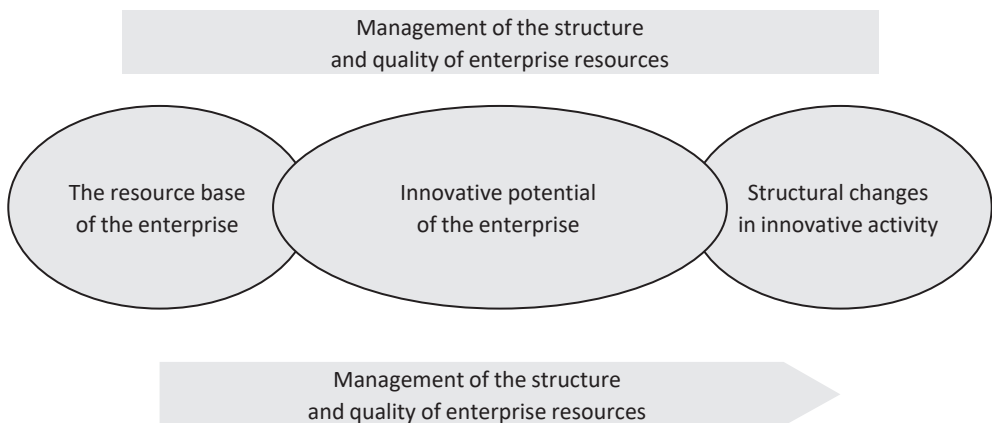 Management of the structure
and quality of enterprise resources
The resource base
of the enterprise
Innovative potential
of the enterprise
Structural changes
in innovative activity
Management of the structure
and quality of enterprise resources